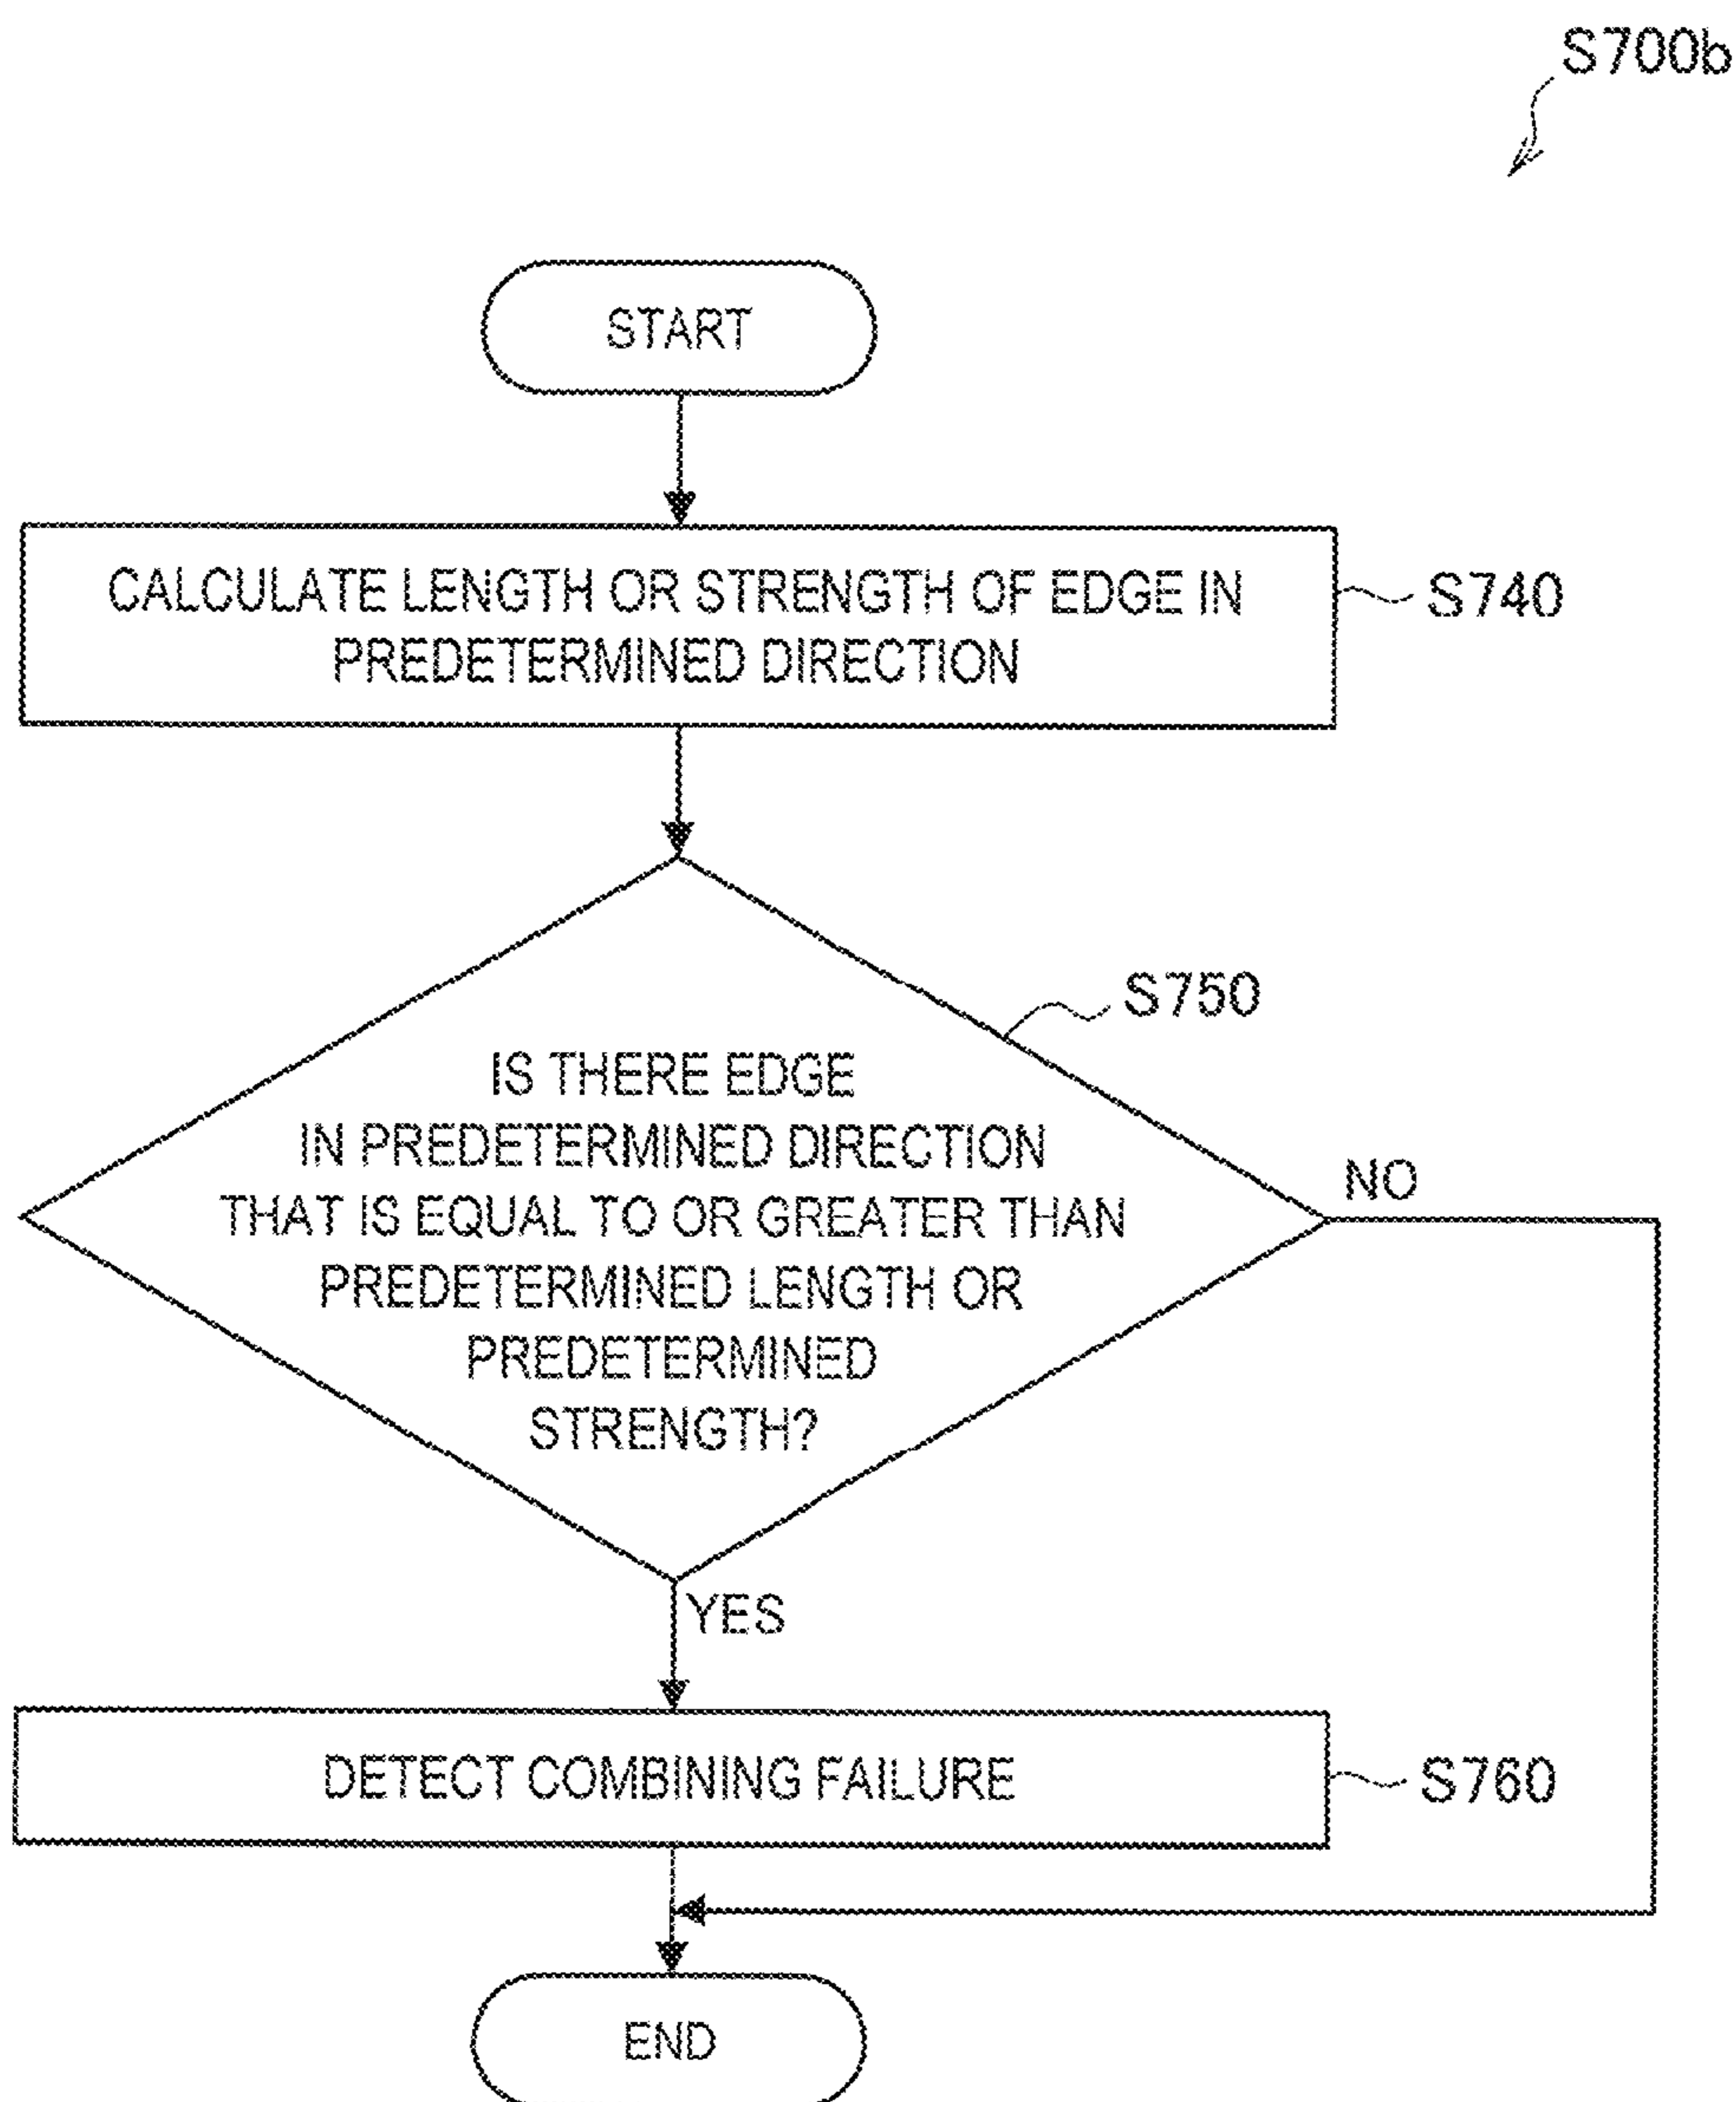 S700b
START
CALCULATE LENGTH OR STRENGTH OF EDGE IN
PREDETERMINED DIRECTION
S740
S750
IS THERE EDGE
IN PREDETERMINED DIRECTION
THAT IS EQUAL TO OR GREATER THAN
PREDETERMINED LENGTH OR
PREDETERMINED
STRENGTH?
NO
YES
DETECT COMBINING FAILURE
S760
END